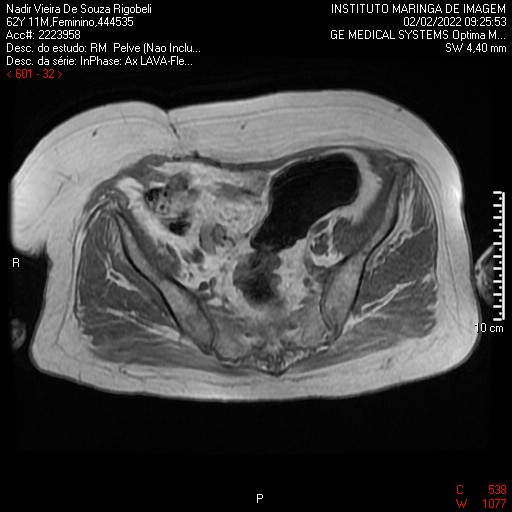 Nadir Vieira De Souza Rigobeli
62Y 11M,Feminino,444535
Acc#: 2223958
Desc. do estudo: RM Pelve (Nao Inclu...
Desc. da série: InPhase: Ax LAVA-Fle...
< 601 - 32 >
INSTITUTO MARINGA DE IMAGEM
02/02/2022 09:25:53
GE MEDICAL SYSTEMS Optima M...
SW 4,40 mm
R
10 cm
P
C 538
W 1077